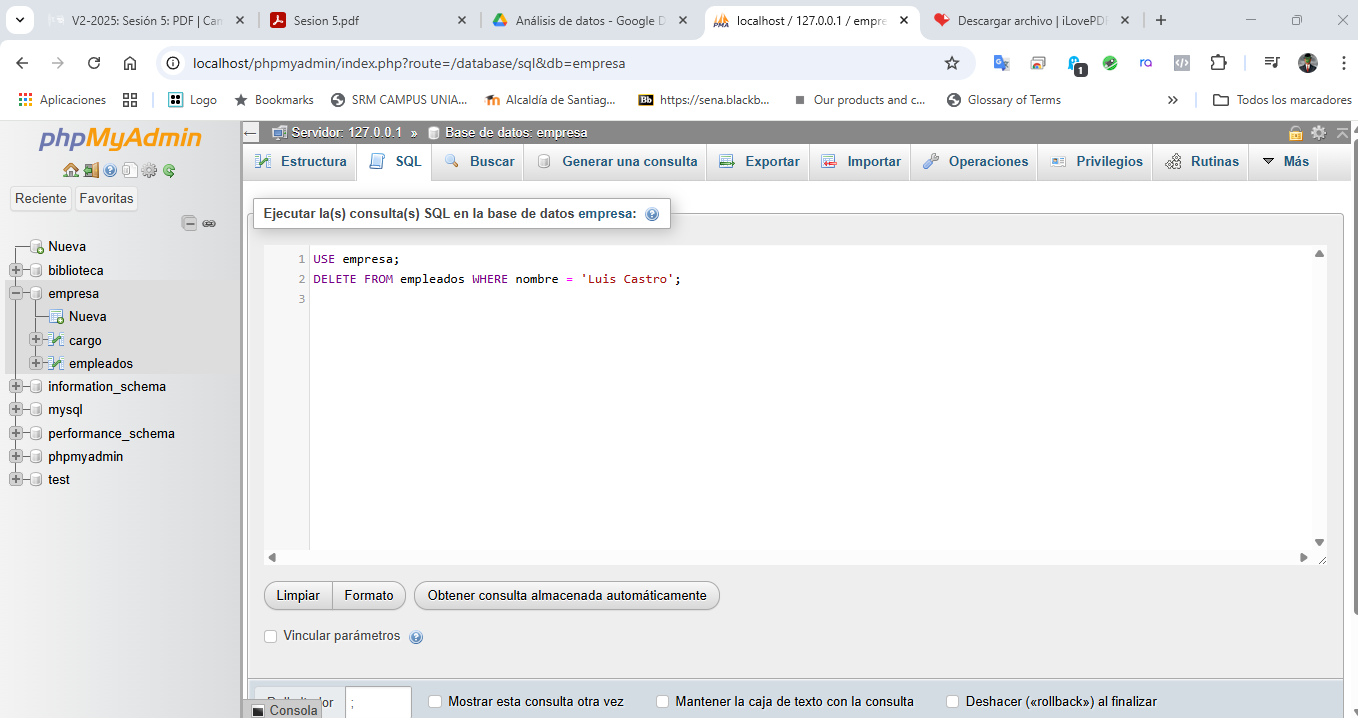 V2-2025: Sesión 5: PDF | Can
Sesion 5.pdf
Análisis de datos - Google D
PMA
localhost / 127.0.0.1 / empre
Descargar archivo | iLovePDF
localhost/phpmyadmin/index.php?route=/database/sql&db=empresa
1
ra
Aplicaciones
Logo
Bookmarks
SRM CAMPUS UNIA...
Alcaldía de Santiag...
Bb
https://sena.blackb...
Our products and c...
Glossary of Terms
Todos los marcadores
phpMyAdmin
Reciente
Favoritas
Nueva
biblioteca
empresa
Nueva
cargo
empleados
information_schema
mysql
performance_schema
phpmyadmin
test
Servidor: 127.0.0.1 » Base de datos: empresa
Estructura
SQL
Buscar
Generar una consulta
Exportar
Importar
Operaciones
Privilegios
Rutinas
Más
Ejecutar la(s) consulta(s) SQL en la base de datos empresa:
1 USE empresa;
2 DELETE FROM empleados WHERE nombre = 'Luis Castro';
3
Limpiar
Formato
Obtener consulta almacenada automáticamente
Vincular parámetros
;
Mostrar esta consulta otra vez
Mantener la caja de texto con la consulta
Deshacer («rollback») al finalizar
Consola